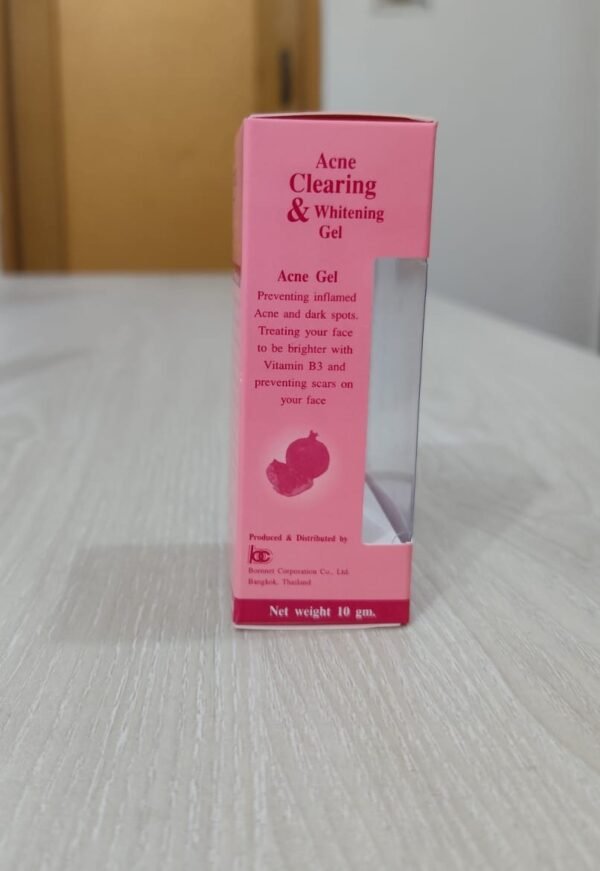 Acne
Clearing
& Whitening
Gel
Acne Gel
Preventing inflamed
Acne and dark spots.
Treating your face
to be brighter with
Vitamin B3 and
preventing scars on
your face
Produced & Distributed by
bc
Bornnet Corporation Co., Ltd.
Bangkok, Thailand
Net weight 10 gm.